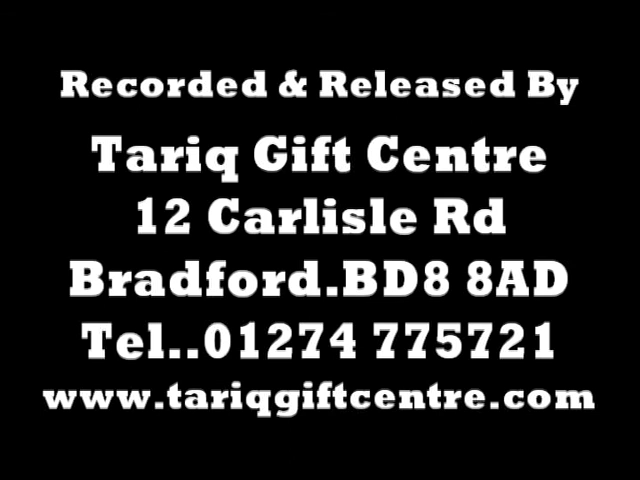 Recorded & Released By
Tariq Gift Centre
12 Carlisle Rd
Bradford.BD8 8AD
Tel..01274 775721
www.tariqgiftcentre.com